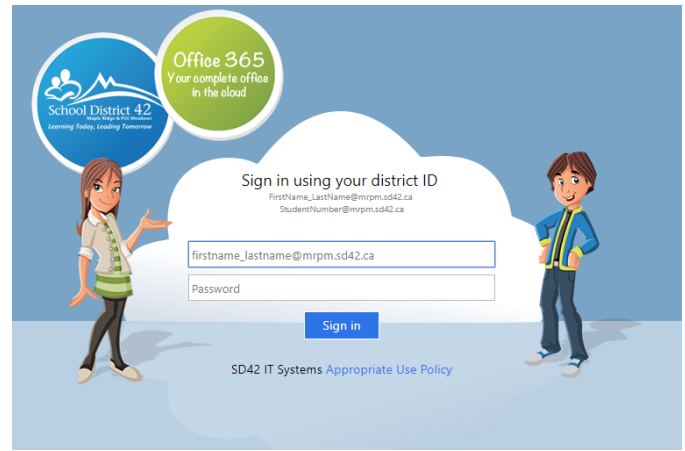 Office 365
Your complete office
in the cloud
School District 42
Maple Ridge & Pitt Meadows
Learning Today, Leading Tomorrow
Sign in using your district ID
FirstName_LastName@mrpm.sd42.ca
StudentNumber@mrpm.sd42.ca
firstname_lastname@mrpm.sd42.ca
Password
Sign in
SD42 IT Systems Appropriate Use Policy